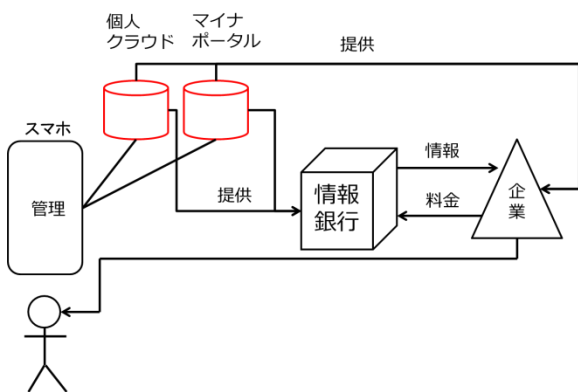 個人
クラウド
マイナ
ポータル
提供
スマホ
管理
提供
情報
銀行
情報
料金
企
業